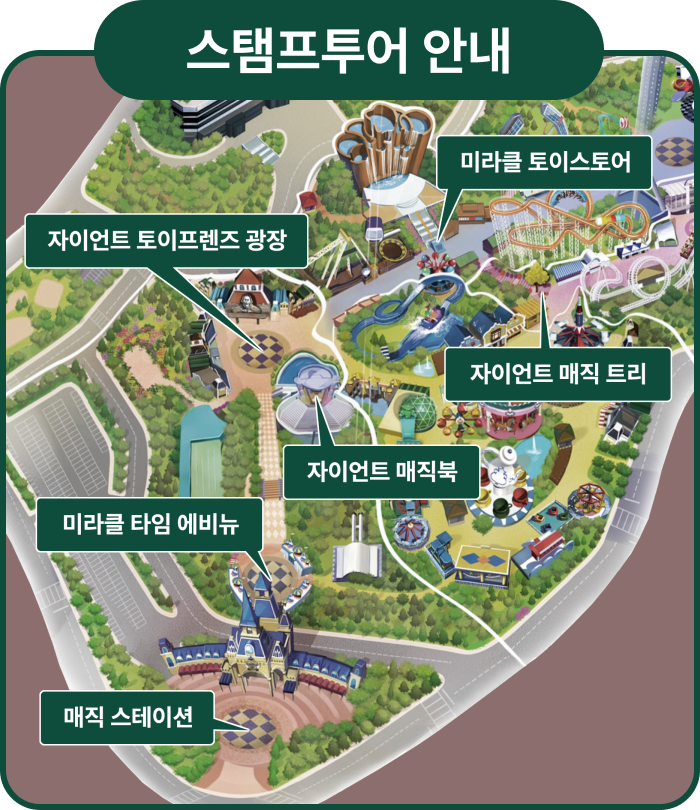 스탬프투어 안내
미라클 토이스토어
자이언트 토이프렌즈 광장
자이언트 매직 트리
자이언트 매직북
미라클 타임 에비뉴
매직 스테이션